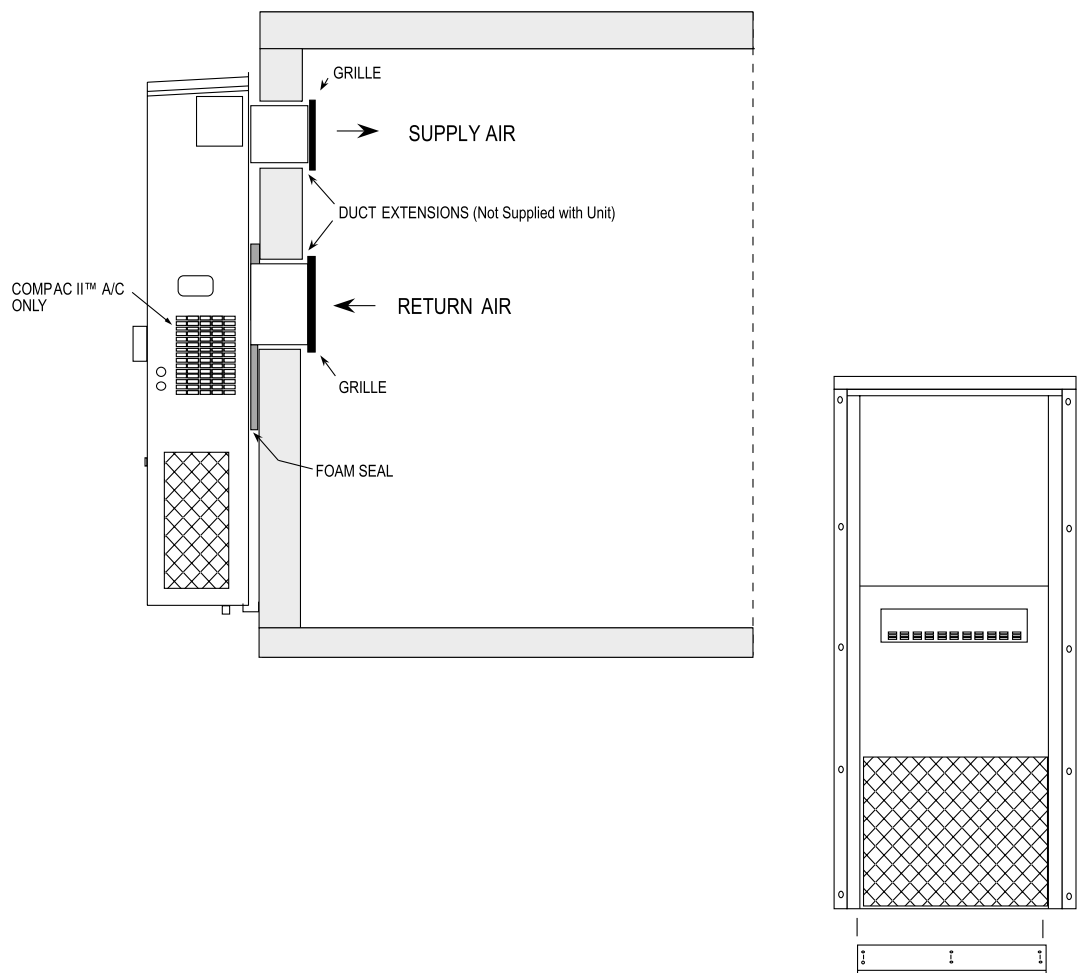 GRILLE
SUPPLY AIR
DUCT EXTENSIONS (Not Supplied with Unit)
COMPAC II™ A/C
ONLY
RETURN AIR
GRILLE
FOAM SEAL